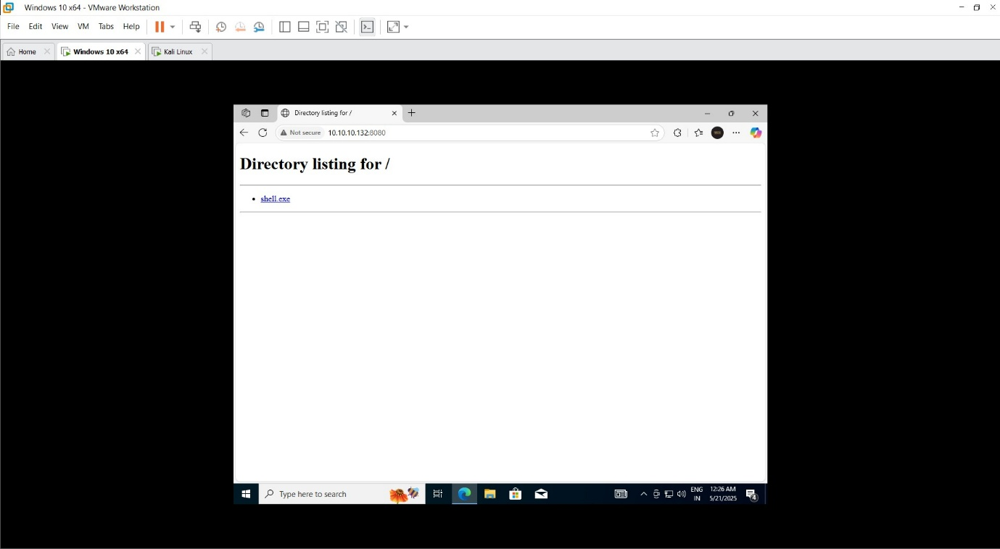 Windows 10 x64 - VMware Workstation
File Edit View VM Tabs Help
Home Windows 10 x64 Kali Linux
Directory listing for /
Not secure 10.10.10.132:8080
Directory listing for /
shell.exe
Type here to search
ENG 12:26 AM
IN 5/21/2025
4